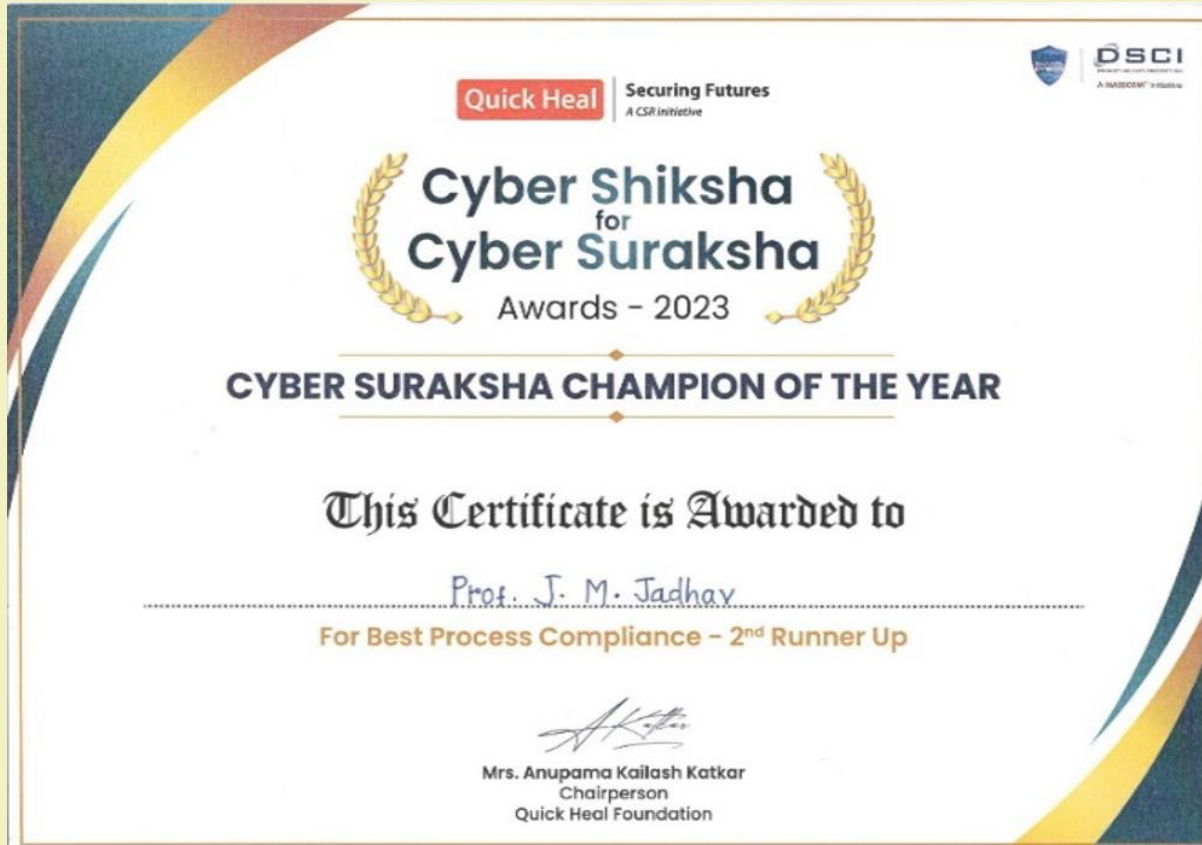 Quick Heal
Securing Futures
A CSR initiative
DSCI
A NASSCOM® Initiative
Cyber Shiksha
for
Cyber Suraksha
Awards - 2023
CYBER SURAKSHA CHAMPION OF THE YEAR
This Certificate is Awarded to
Prof. J. M. Jadhav
For Best Process Compliance - 2nd Runner Up
Mrs. Anupama Kailash Katkar
Chairperson
Quick Heal Foundation